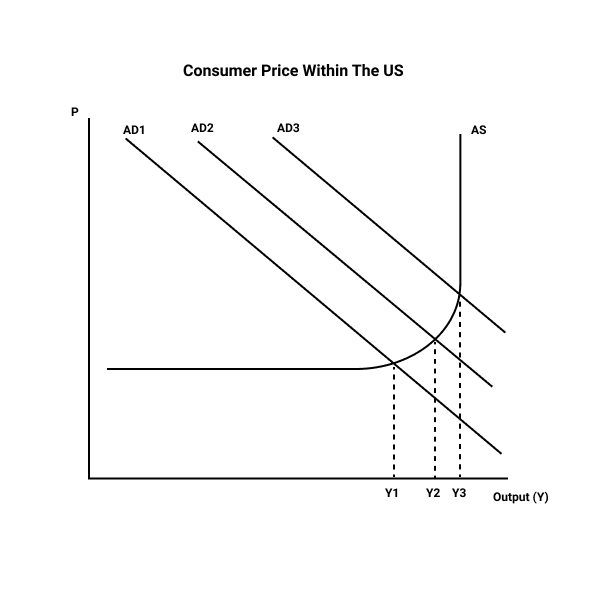 Consumer Price Within The US
P
AD1
AD2
AD3
AS
Y1
Y2
Y3
Output (Y)